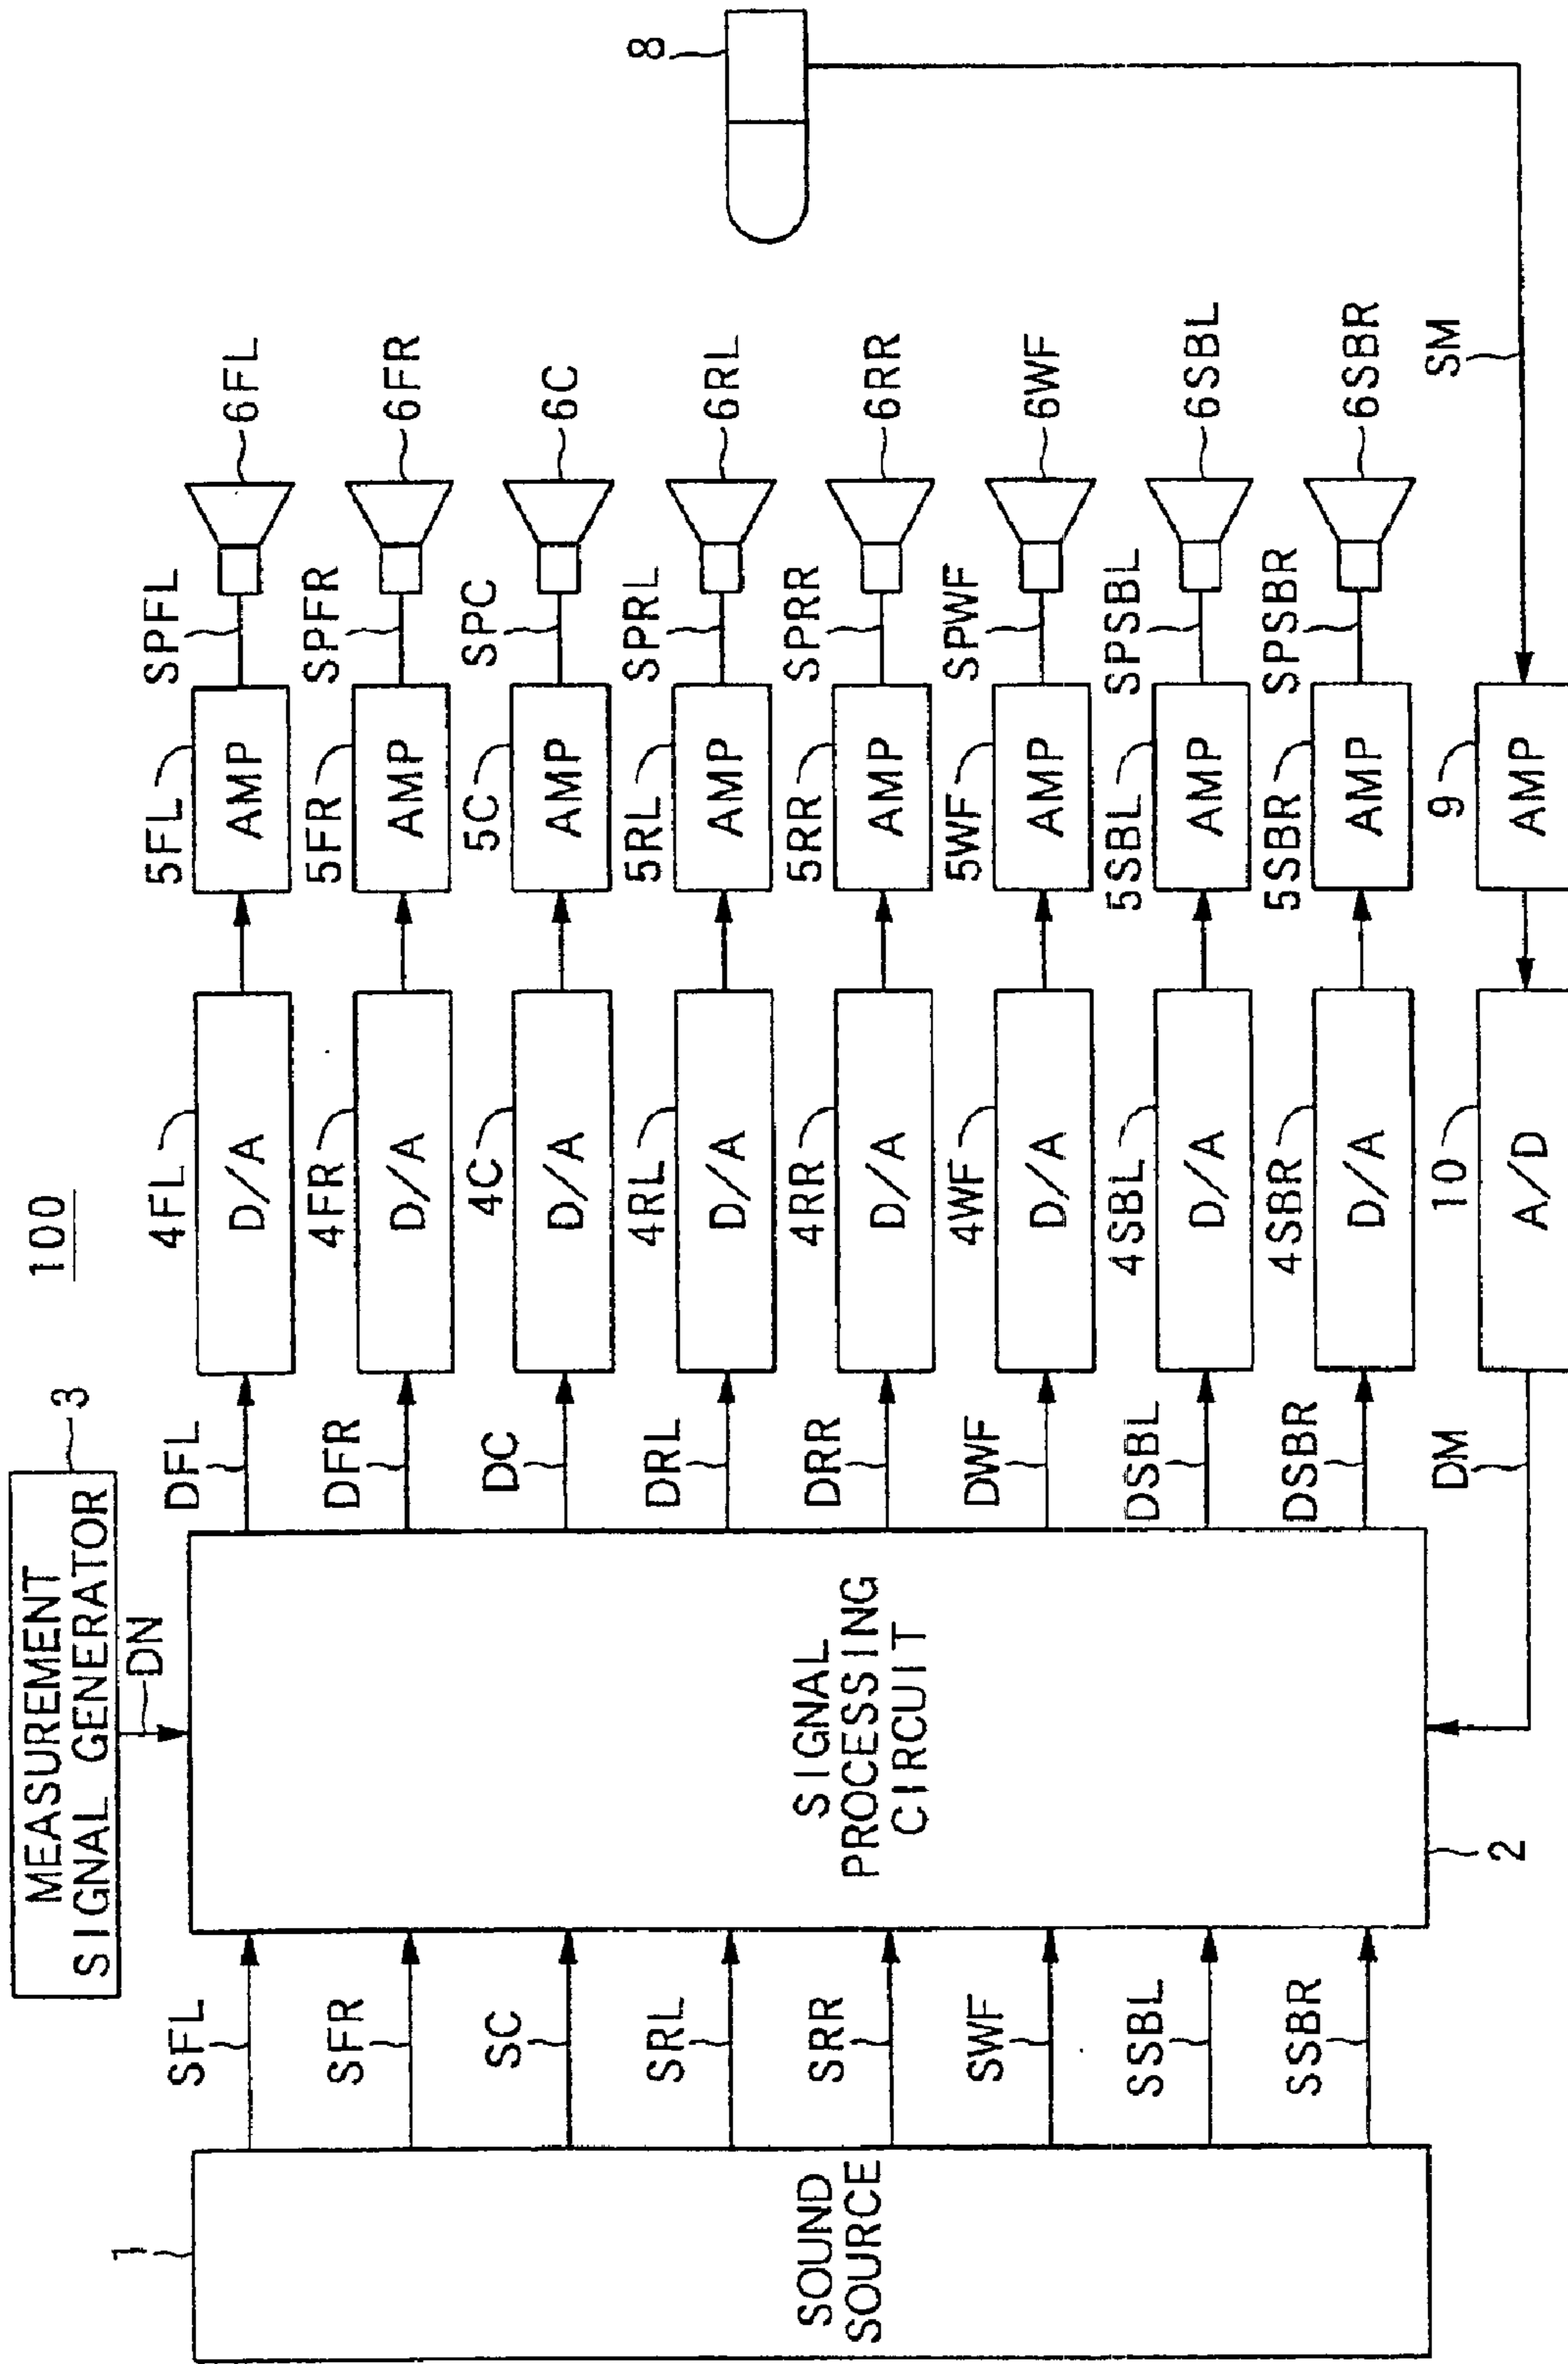 100
MEASUREMENT
SIGNAL GENERATOR
3
DN
1
SOUND
SOURCE
SFL
SFR
SC
SRL
SRR
SWF
SSBL
SSBR
SIGNAL
PROCESSING
CIRCUIT
2
DFL
DFR
DC
DRL
DRR
DWF
DSBL
DSBR
DM
4FL
D/A
4FR
D/A
4C
D/A
4RL
D/A
4RR
D/A
4WF
D/A
4SBL
D/A
4SBR
D/A
10
A/D
5FL
AMP
5FR
AMP
5C
AMP
5RL
AMP
5RR
AMP
5WF
AMP
5SBL
AMP
5SBR
AMP
9
AMP
SPFL
SPFR
SPC
SPRL
SPRR
SPWF
SPSBL
SPSBR
6FL
6FR
6C
6RL
6RR
6WF
6SBL
6SBR
SM
8